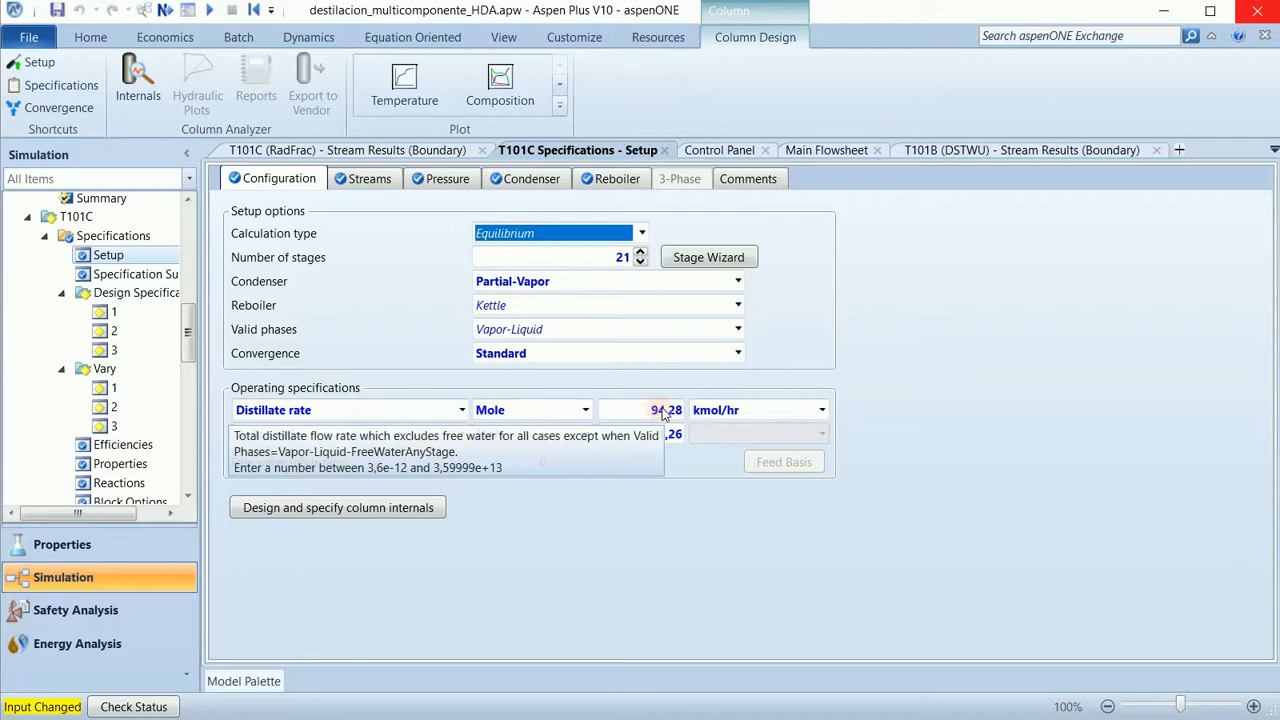 destilacion_multicomponente_HDA.apw - Aspen Plus V10 - aspenONE
Column
File
Home
Economics
Batch
Dynamics
Equation Oriented
View
Customize
Resources
Column Design
Search aspenONE Exchange
Setup
Specifications
Convergence
Shortcuts
Internals
Hydraulic
Plots
Reports
Export to
Vendor
Column Analyzer
Temperature
Composition
Plot
Simulation
All Items
T101C (RadFrac) - Stream Results (Boundary)
T101C Specifications - Setup
Control Panel
Main Flowsheet
T101B (DSTWU) - Stream Results (Boundary)
Summary
T101C
Specifications
Setup
Specification Su
Design Specifica
1
2
3
Vary
1
2
3
Efficiencies
Properties
Reactions
Block Options
Configuration
Streams
Pressure
Condenser
Reboiler
3-Phase
Comments
Setup options
Calculation type Equilibrium
Number of stages 21 Stage Wizard
Condenser Partial-Vapor
Reboiler Kettle
Valid phases Vapor-Liquid
Convergence Standard
Operating specifications
Distillate rate Mole 94,28 kmol/hr
,26
Total distillate flow rate which excludes free water for all cases except when Valid
Phases=Vapor-Liquid-FreeWaterAnyStage.
Enter a number between 3,6e-12 and 3,59999e+13
Feed Basis
Design and specify column internals
Properties
Simulation
Safety Analysis
Energy Analysis
Model Palette
Input Changed
Check Status
100%